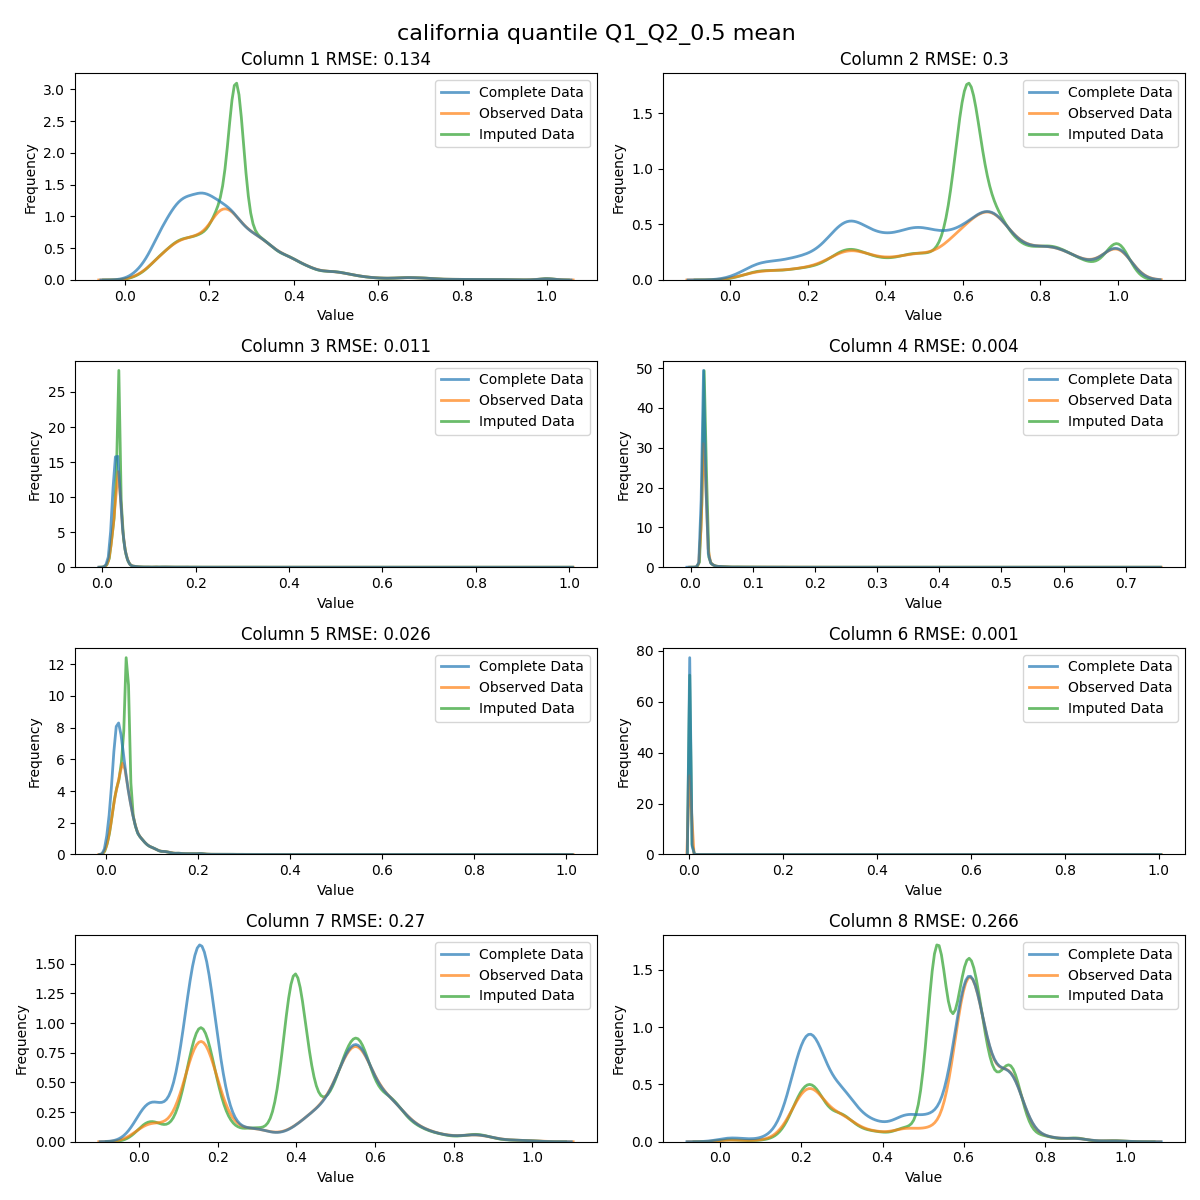 california quantile Q1_Q2_0.5 mean
Column 1 RMSE: 0.134
Column 2 RMSE: 0.3
3.0
2.5
2.0
1.5
1.0
0.5
0.0
Frequency
Complete Data
Observed Data
Imputed Data
0.0 0.2 0.4 0.6 0.8 1.0
Value
1.5
1.0
0.5
0.0
Frequency
Complete Data
Observed Data
Imputed Data
0.0 0.2 0.4 0.6 0.8 1.0
Value
Column 3 RMSE: 0.011
Column 4 RMSE: 0.004
25
20
15
10
5
0
Frequency
Complete Data
Observed Data
Imputed Data
0.0 0.2 0.4 0.6 0.8 1.0
Value
50
40
30
20
10
0
Frequency
Complete Data
Observed Data
Imputed Data
0.0 0.1 0.2 0.3 0.4 0.5 0.6 0.7
Value
Column 5 RMSE: 0.026
Column 6 RMSE: 0.001
12
10
8
6
4
2
0
Frequency
Complete Data
Observed Data
Imputed Data
0.0 0.2 0.4 0.6 0.8 1.0
Value
80
60
40
20
0
Frequency
Complete Data
Observed Data
Imputed Data
0.0 0.2 0.4 0.6 0.8 1.0
Value
Column 7 RMSE: 0.27
Column 8 RMSE: 0.266
1.50
1.25
1.00
0.75
0.50
0.25
0.00
Frequency
Complete Data
Observed Data
Imputed Data
0.0 0.2 0.4 0.6 0.8 1.0
Value
1.5
1.0
0.5
0.0
Frequency
Complete Data
Observed Data
Imputed Data
0.0 0.2 0.4 0.6 0.8 1.0
Value